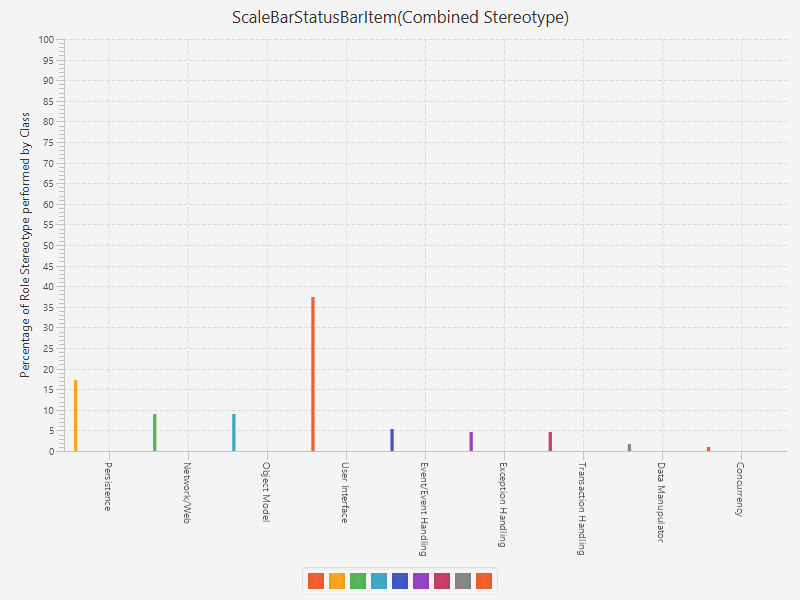 ScaleBarStatusBarItem(Combined Stereotype)
Percentage of Role Stereotype performed by Class
100
95
90
85
80
75
70
65
60
55
50
45
40
35
30
25
20
15
10
5
0
Persistence
Network/Web
Object Model
User Interface
Event/Event Handling
Exception Handling
Transaction Handling
Data Manupulator
Concurrency